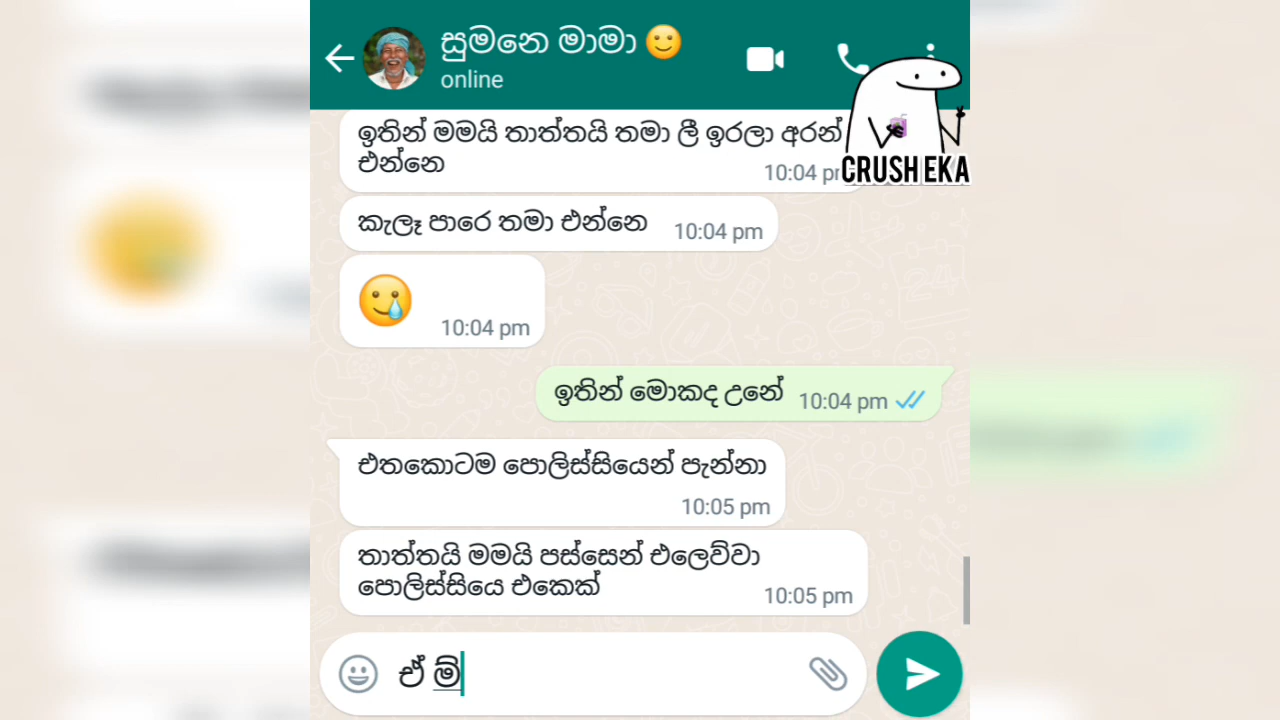 සුමනෙ මාමා 🙂
online
ඉතින් මමයි තාත්තයි තමා ලී ඉරලා අරන්
එන්නෙ
10:04 pm
CRUSH EKA
කැලෑ පාරෙ තමා එන්නෙ 10:04 pm
🥲 10:04 pm
ඉතින් මොකද උනේ 10:04 pm
එතකොටම පොලිස්සියෙන් පැන්නා
10:05 pm
තාත්තයි මමයි පස්සෙන් එලෙව්වා
පොලිස්සියෙ එකෙක් 10:05 pm
ඒ ම්